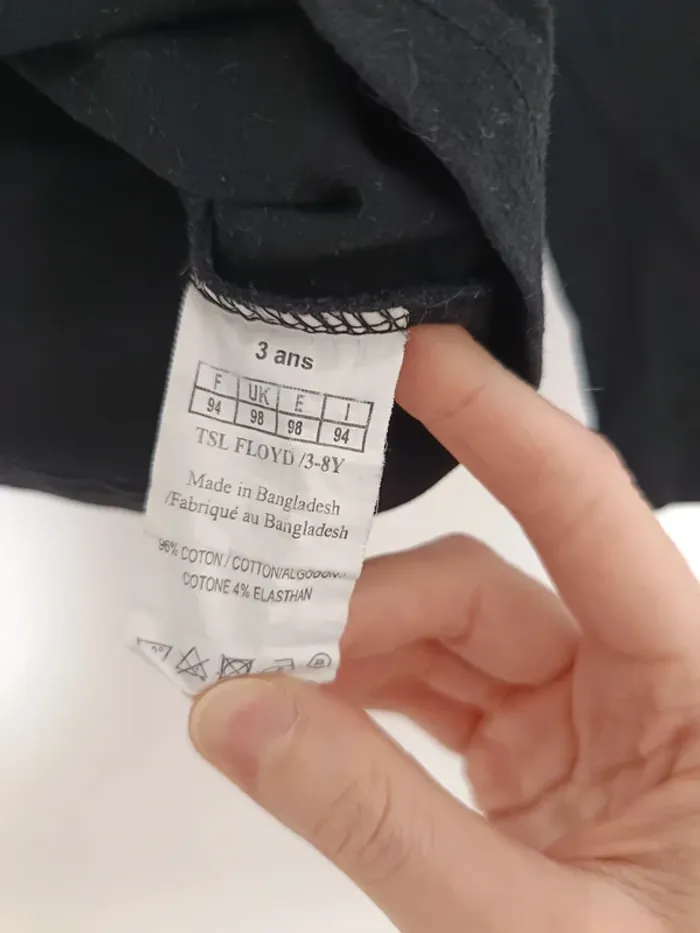 3 ans
F UK E I
94 98 98 94
TSL FLOYD /3-8Y
Made in Bangladesh
/Fabriqué au Bangladesh
96% COTON / COTTON/ALGODON/
COTONE 4% ELASTHAN